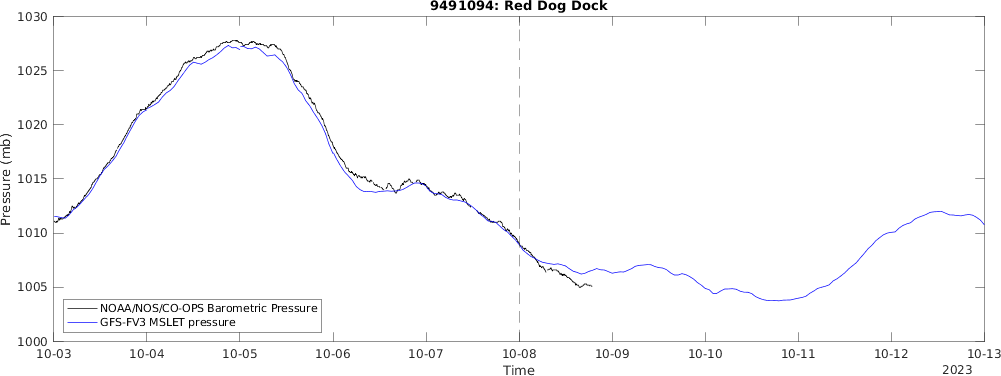 9491094: Red Dog Dock
Pressure (mb)
1030
1025
1020
1015
1010
1005
1000
NOAA/NOS/CO-OPS Barometric Pressure
GFS-FV3 MSLET pressure
10-03 10-04 10-05 10-06 10-07 10-08 10-09 10-10 10-11 10-12 10-13
Time
2023